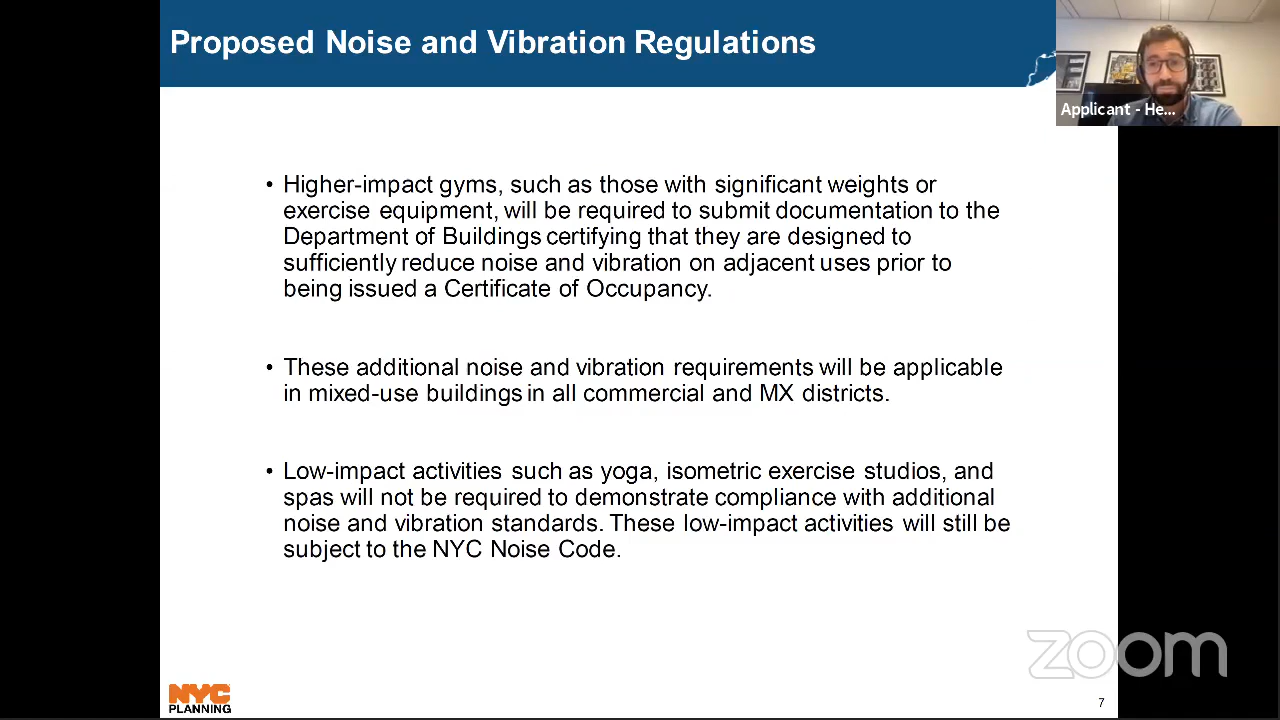 Proposed Noise and Vibration Regulations
Applicant - He...
• Higher-impact gyms, such as those with significant weights or
exercise equipment, will be required to submit documentation to the
Department of Buildings certifying that they are designed to
sufficiently reduce noise and vibration on adjacent uses prior to
being issued a Certificate of Occupancy.
• These additional noise and vibration requirements will be applicable
in mixed-use buildings in all commercial and MX districts.
• Low-impact activities such as yoga, isometric exercise studios, and
spas will not be required to demonstrate compliance with additional
noise and vibration standards. These low-impact activities will still be
subject to the NYC Noise Code.
zoom
NYC
PLANNING
7